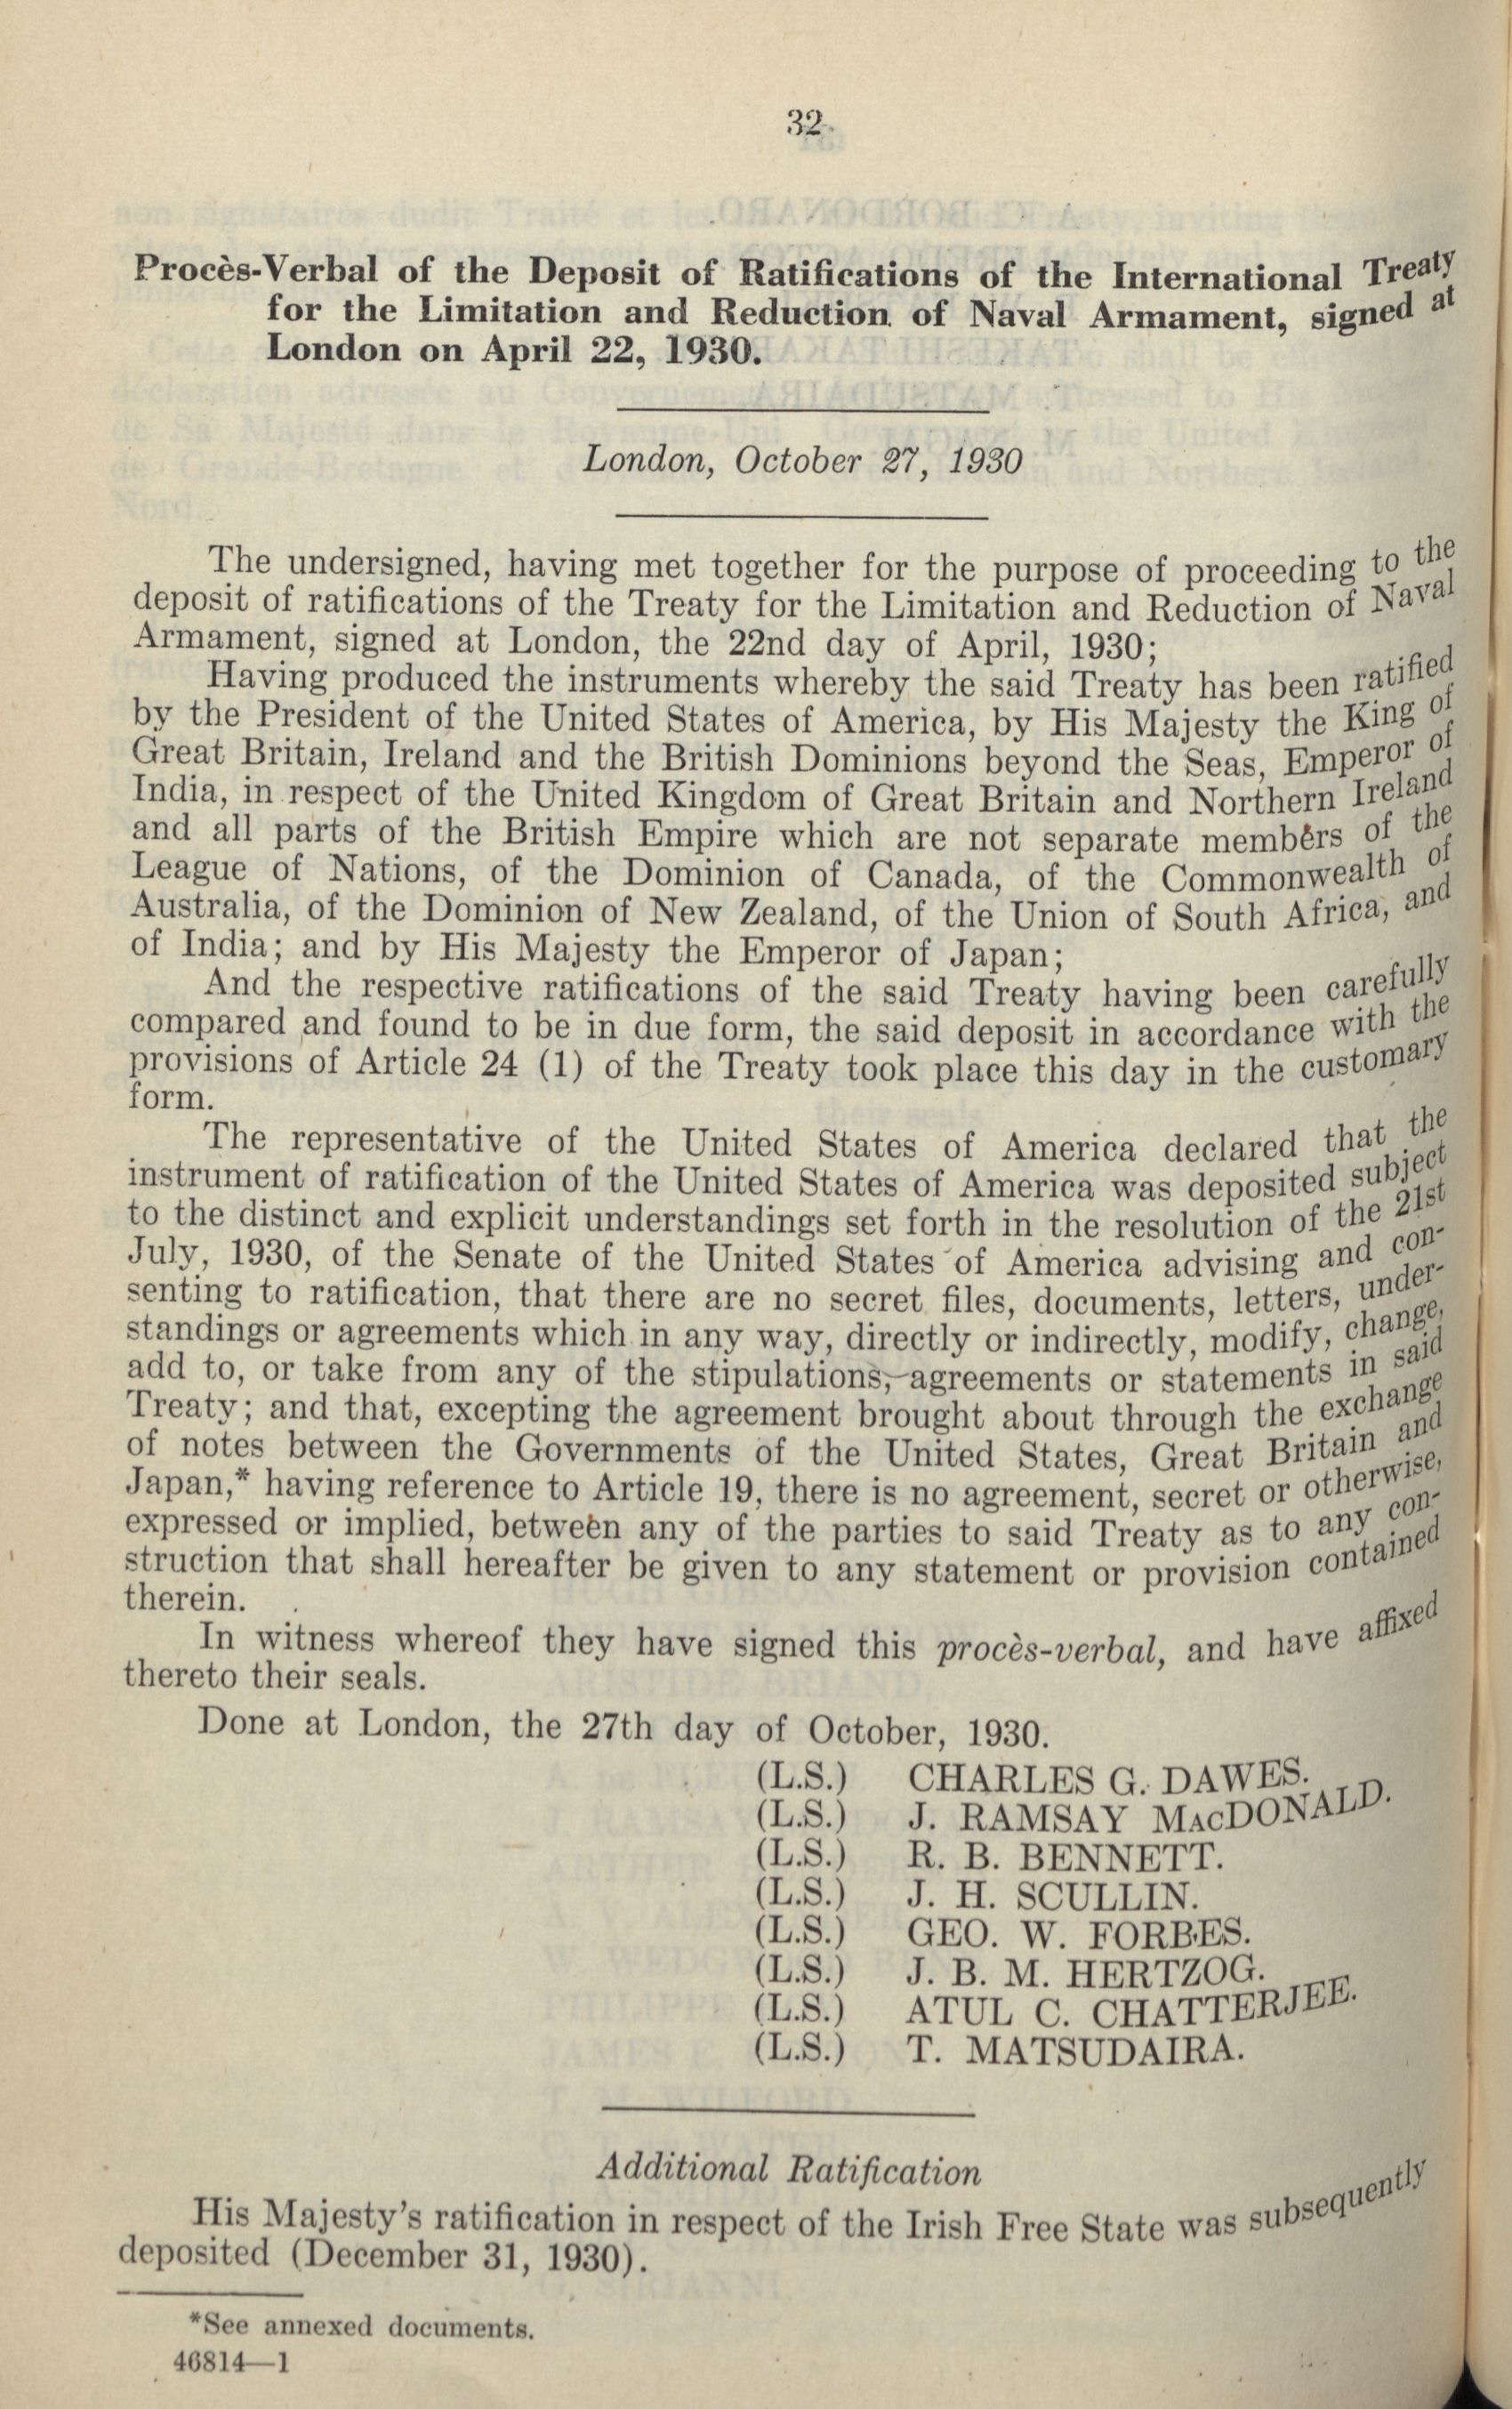 32
Procès-Verbal of the Deposit of Ratifications of the International Treaty
for the Limitation and Reduction of Naval Armament, signed at
London on April 22, 1930.
London, October 27, 1930
The undersigned, having met together for the purpose of proceeding to the
deposit of ratifications of the Treaty for the Limitation and Reduction of Naval
Armament, signed at London, the 22nd day of April, 1930;
Having produced the instruments whereby the said Treaty has been ratified
by the President of the United States of America, by His Majesty the King of
Great Britain, Ireland and the British Dominions beyond the Seas, Emperor of
India, in respect of the United Kingdom of Great Britain and Northern Ireland
and all parts of the British Empire which are not separate members of the
League of Nations, of the Dominion of Canada, of the Commonwealth of
Australia, of the Dominion of New Zealand, of the Union of South Africa, and
of India; and by His Majesty the Emperor of Japan;
And the respective ratifications of the said Treaty having been carefully
compared and found to be in due form, the said deposit in accordance with the
provisions of Article 24 (1) of the Treaty took place this day in the customary
form.
The representative of the United States of America declared that the
instrument of ratification of the United States of America was deposited subject
to the distinct and explicit understandings set forth in the resolution of the 21st
July, 1930, of the Senate of the United States of America advising and con-
senting to ratification, that there are no secret files, documents, letters, under-
standings or agreements which in any way, directly or indirectly, modify, change,
add to, or take from any of the stipulations, agreements or statements in said
Treaty; and that, excepting the agreement brought about through the exchange
of notes between the Governments of the United States, Great Britain and
Japan,* having reference to Article 19, there is no agreement, secret or otherwise,
expressed or implied, between any of the parties to said Treaty as to any con-
struction that shall hereafter be given to any statement or provision contained
therein.
In witness whereof they have signed this procès-verbal, and have affixed
thereto their seals.
Done at London, the 27th day of October, 1930.
(L.S.) CHARLES G. DAWES.
(L.S.) J. RAMSAY MACDONALD.
(L.S.) R. B. BENNETT.
(L.S.) J. H. SCULLIN.
(L.S.) GEO. W. FORBES.
(L.S.) J. B. M. HERTZOG.
(L.S.) ATUL C. CHATTERJEE.
(L.S.) T. MATSUDAIRA.
Additional Ratification
His Majesty's ratification in respect of the Irish Free State was subsequently
deposited (December 31, 1930).
*See annexed documents.
46814—1